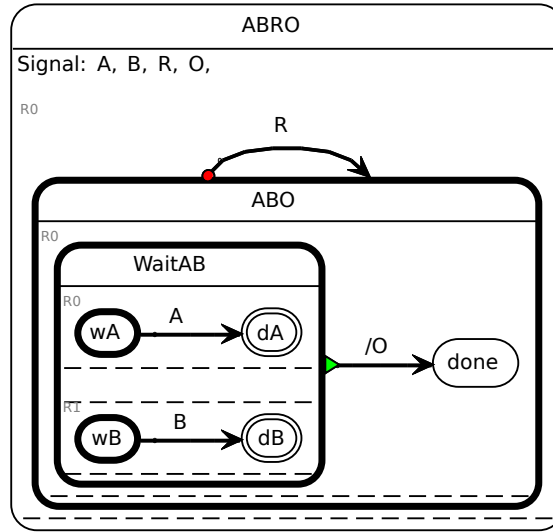 ABRO
Signal: A, B, R, O,
R0
R
ABO
R0
WaitAB
R0
wA
A
dA
/O
done
R1
wB
B
dB